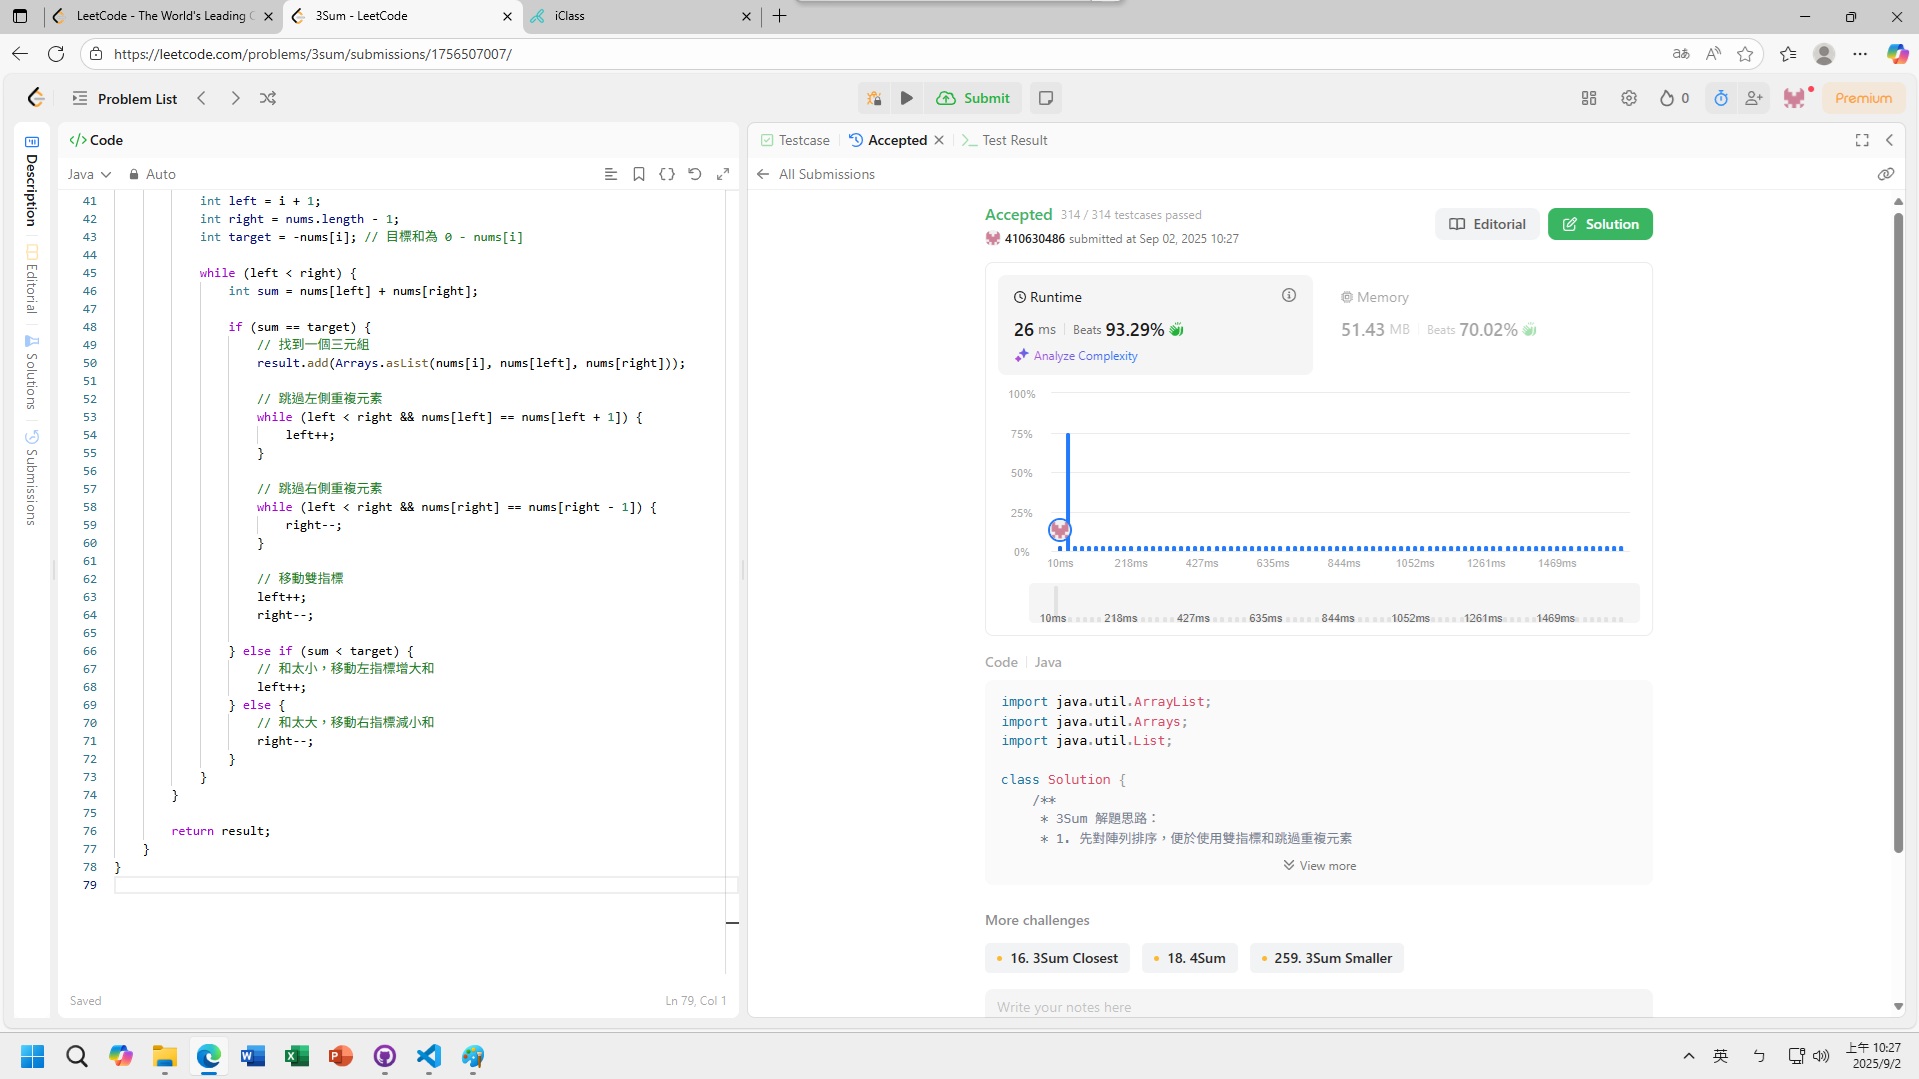 LeetCode - The World's Leading
3Sum - LeetCode
iClass
https://leetcode.com/problems/3sum/submissions/1756507007/
Problem List
Submit
0
Premium
Description
Editorial
Solutions
Submissions
</> Code
Java
Auto
41 int left = i + 1;
42 int right = nums.length - 1;
43 int target = -nums[i]; // 目標和為 0 - nums[i]
44
45 while (left < right) {
46 int sum = nums[left] + nums[right];
47
48 if (sum == target) {
49 // 找到一個三元組
50 result.add(Arrays.asList(nums[i], nums[left], nums[right]));
51
52 // 跳過左側重複元素
53 while (left < right && nums[left] == nums[left + 1]) {
54 left++;
55 }
56
57 // 跳過右側重複元素
58 while (left < right && nums[right] == nums[right - 1]) {
59 right--;
60 }
61
62 // 移動雙指標
63 left++;
64 right--;
65
66 } else if (sum < target) {
67 // 和太小，移動左指標增大和
68 left++;
69 } else {
70 // 和太大，移動右指標減小和
71 right--;
72 }
73 }
74 }
75
76 return result;
77 }
78 }
79
Saved
Ln 79, Col 1
Testcase
Accepted
Test Result
All Submissions
Accepted 314 / 314 testcases passed
410630486 submitted at Sep 02, 2025 10:27
Editorial
Solution
Runtime
26 ms Beats 93.29%
Analyze Complexity
Memory
51.43 MB Beats 70.02%
100%
75%
50%
25%
0%
10ms 218ms 427ms 635ms 844ms 1052ms 1261ms 1469ms
10ms 218ms 427ms 635ms 844ms 1052ms 1261ms 1469ms
Code Java
import java.util.ArrayList;
import java.util.Arrays;
import java.util.List;
class Solution {
/**
* 3Sum 解題思路：
* 1. 先對陣列排序，便於使用雙指標和跳過重複元素
View more
More challenges
16. 3Sum Closest
18. 4Sum
259. 3Sum Smaller
Write your notes here
英
ㄅ
上午 10:27
2025/9/2